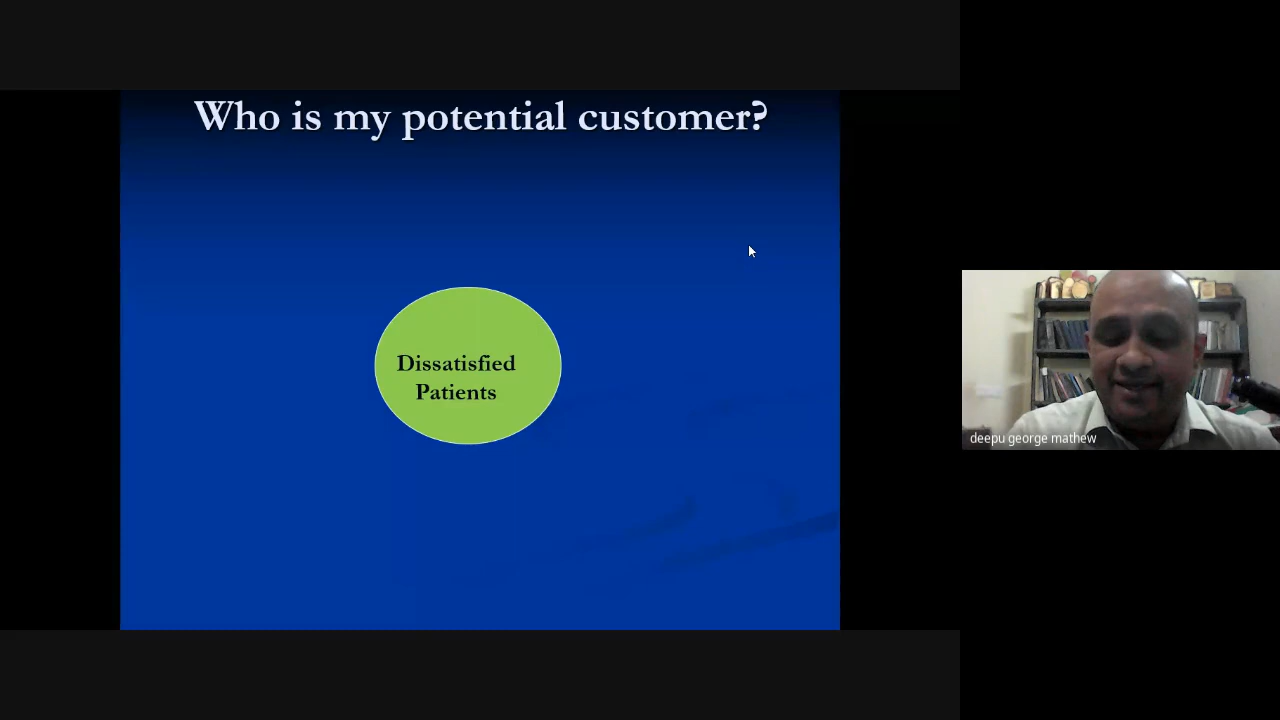 Who is my potential customer?
Dissatisfied
Patients
deepu george mathew